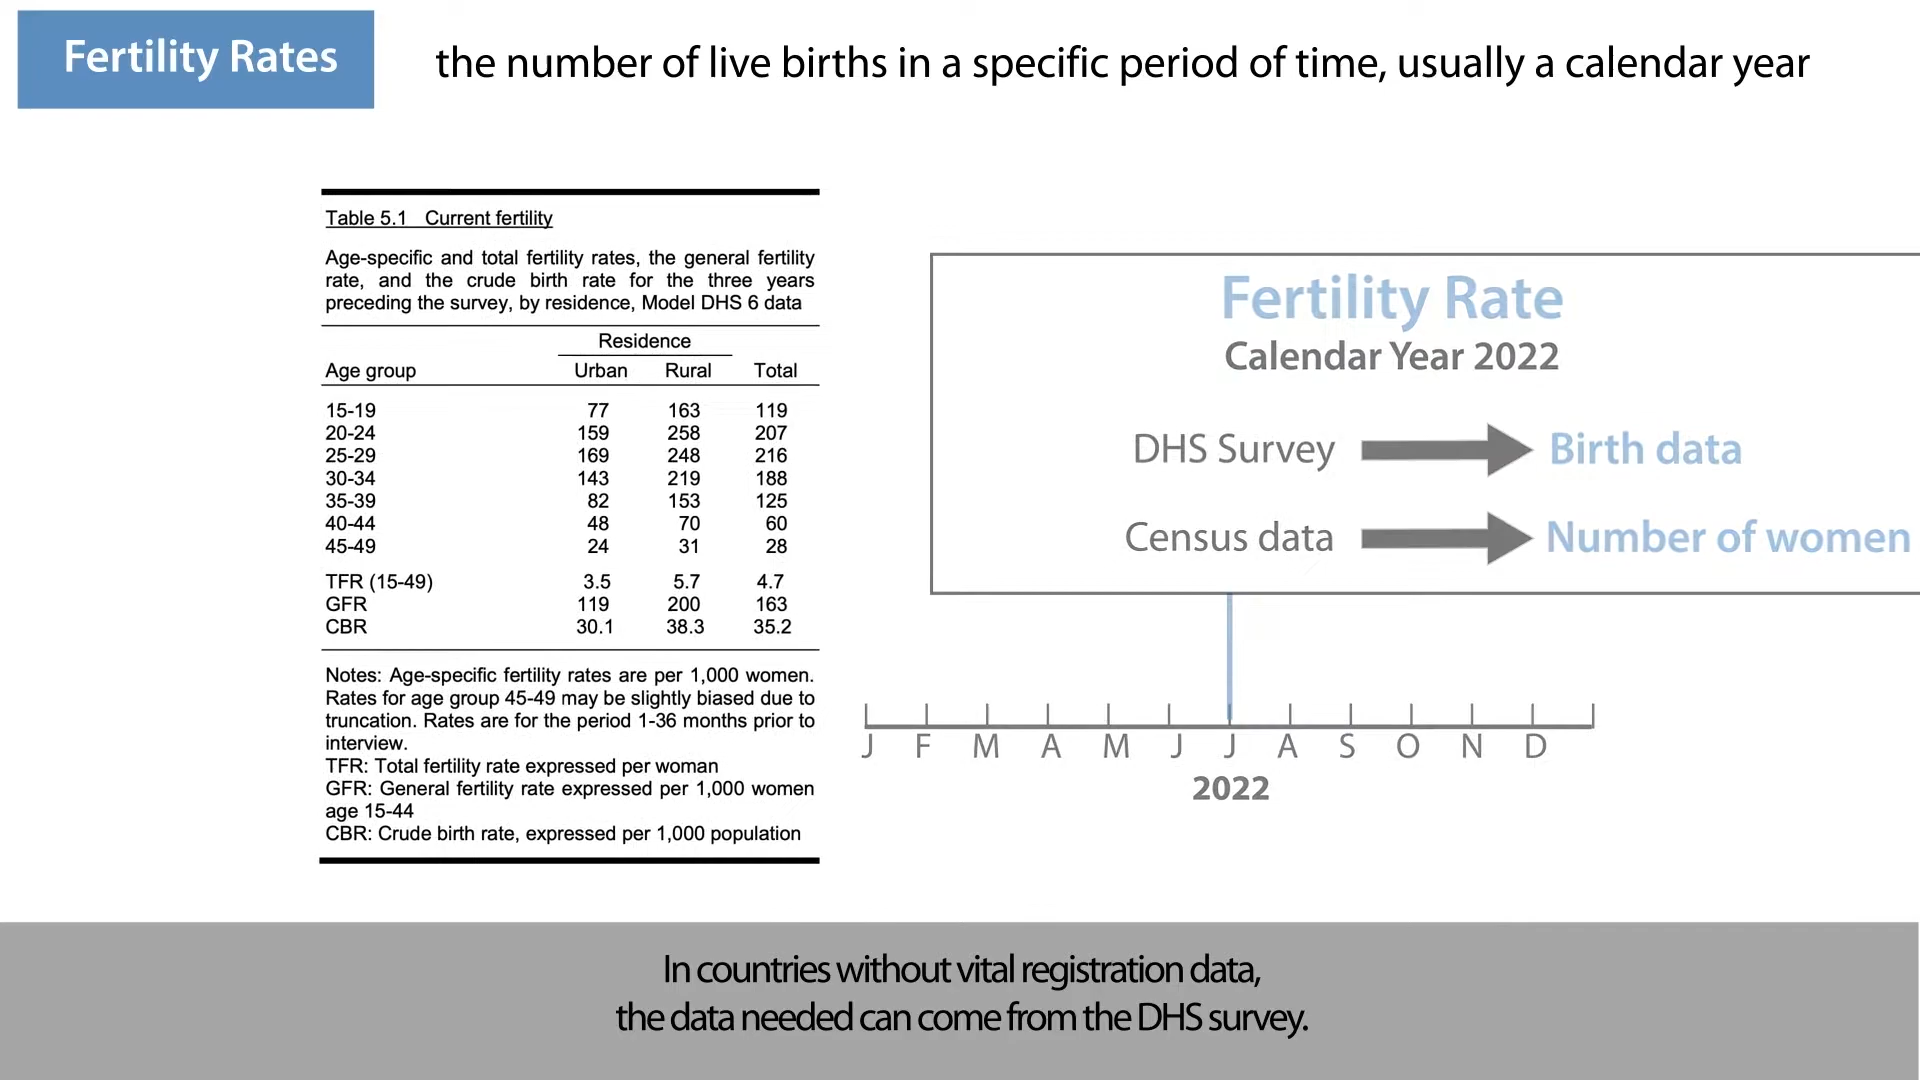 Fertility Rates
the number of live births in a specific period of time, usually a calendar year
Table 5.1 Current fertility
Age-specific and total fertility rates, the general fertility
rate, and the crude birth rate for the three years
preceding the survey, by residence, Model DHS 6 data
Residence
Age group Urban Rural Total
15-19 77 163 119
20-24 159 258 207
25-29 169 248 216
30-34 143 219 188
35-39 82 153 125
40-44 48 70 60
45-49 24 31 28
TFR (15-49) 3.5 5.7 4.7
GFR 119 200 163
CBR 30.1 38.3 35.2
Notes: Age-specific fertility rates are per 1,000 women.
Rates for age group 45-49 may be slightly biased due to
truncation. Rates are for the period 1-36 months prior to
interview.
TFR: Total fertility rate expressed per woman
GFR: General fertility rate expressed per 1,000 women
age 15-44
CBR: Crude birth rate, expressed per 1,000 population
Fertility Rate
Calendar Year 2022
DHS Survey Birth data
Census data Number of women
J F M A M J J A S O N D
2022
In countries without vital registration data,
the data needed can come from the DHS survey.